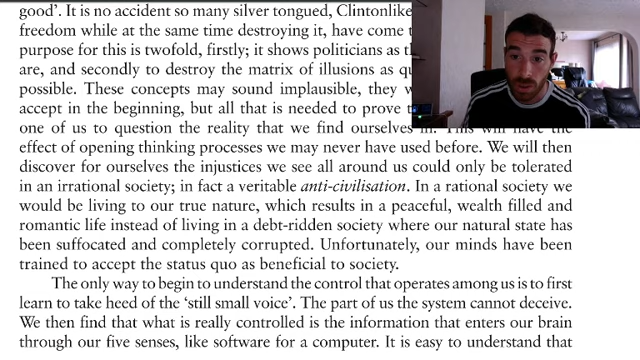 good'. It is no accident so many silver tongued, Clintonlike
freedom while at the same time destroying it, have come
purpose for this is twofold, firstly; it shows politicians as
are, and secondly to destroy the matrix of illusions as
possible. These concepts may sound implausible, they
accept in the beginning, but all that is needed to prove
one of us to question the reality that we find ourselves in. This will have the
effect of opening thinking processes we may never have used before. We will then
discover for ourselves the injustices we see all around us could only be tolerated
in an irrational society; in fact a veritable anti-civilisation. In a rational society we
would be living to our true nature, which results in a peaceful, wealth filled and
romantic life instead of living in a debt-ridden society where our natural state has
been suffocated and completely corrupted. Unfortunately, our minds have been
trained to accept the status quo as beneficial to society.
The only way to begin to understand the control that operates among us is to first
learn to take heed of the 'still small voice'. The part of us the system cannot deceive.
We then find that what is really controlled is the information that enters our brain
through our five senses, like software for a computer. It is easy to understand that